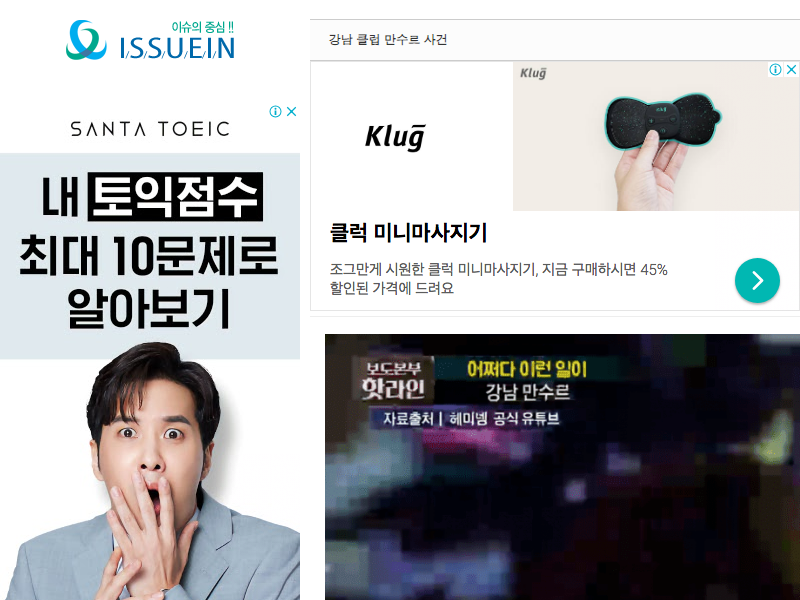 이슈의 중심 !!
ISSUEIN
SANTA TOEIC
내 토익점수
최대 10문제로
알아보기
강남 클럽 만수르 사건
Klug
Klug
클럭 미니마사지기
조그만게 시원한 클럭 미니마사지기, 지금 구매하시면 45%
할인된 가격에 드려요
보도본부
핫라인
어쩌다 이런 일이
강남 만수르
자료출처 | 헤미넴 공식 유튜브